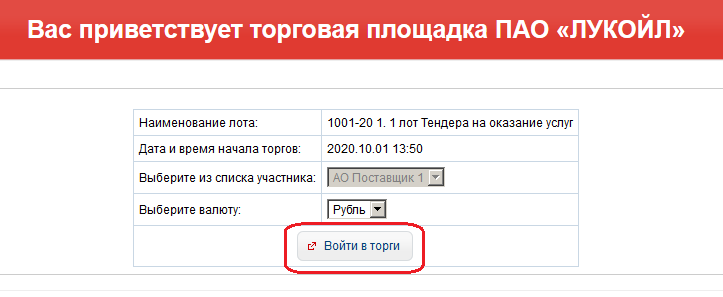 Вас приветствует торговая площадка ПАО «ЛУКОЙЛ»
Наименование лота: 1001-20 1. 1 лот Тендера на оказание услуг
Дата и время начала торгов: 2020.10.01 13:50
Выберите из списка участника: АО Поставщик 1
Выберите валюту: Рубль
Войти в торги